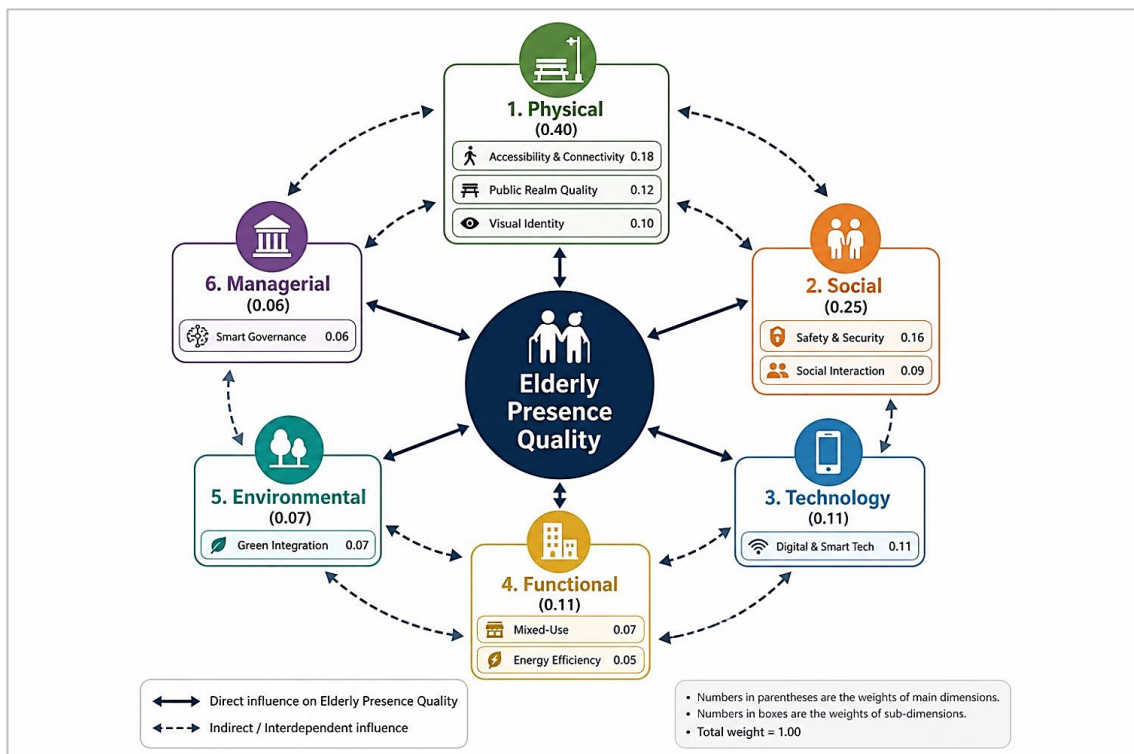 1. Physical
(0.40)
Accessibility & Connectivity 0.18
Public Realm Quality 0.12
Visual Identity 0.10
6. Managerial
(0.06)
Smart Governance 0.06
2. Social
(0.25)
Safety & Security 0.16
Social Interaction 0.09
Elderly
Presence
Quality
5. Environmental
(0.07)
Green Integration 0.07
3. Technology
(0.11)
Digital & Smart Tech 0.11
4. Functional
(0.11)
Mixed-Use 0.07
Energy Efficiency 0.05
Direct influence on Elderly Presence Quality
Indirect / Interdependent influence
• Numbers in parentheses are the weights of main dimensions.
• Numbers in boxes are the weights of sub-dimensions.
• Total weight = 1.00